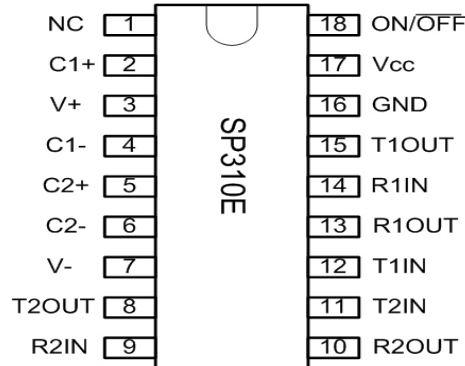 NC 1 18 ON/OFF
C1+ 2 17 Vcc
V+ 3 16 GND
C1- 4 15 T1OUT
C2+ 5 14 R1IN
C2- 6 13 R1OUT
V- 7 12 T1IN
T2OUT 8 11 T2IN
R2IN 9 10 R2OUT
SP310E